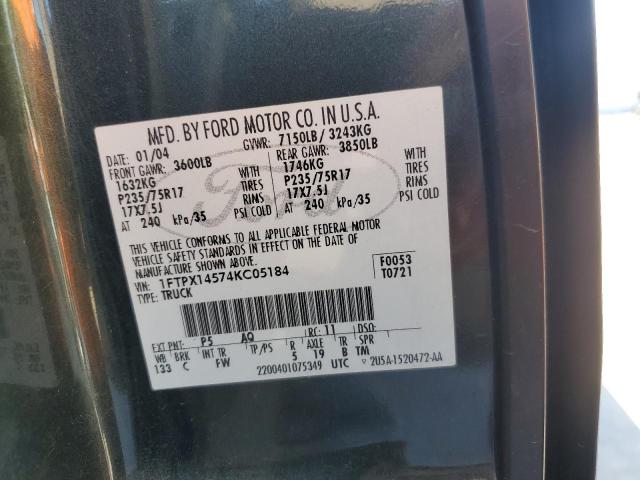 MFD. BY FORD MOTOR CO. IN U.S.A.
DATE: 01/04 GVWR: 7150LB / 3243KG
FRONT GAWR: 3600LB REAR GAWR: 3850LB
1632KG WITH 1746KG WITH
P235/75R17 TIRES P235/75R17 TIRES
17X7.5J RIMS 17X7.5J RIMS
AT 240 kPa/35 PSI COLD AT 240 kPa/35 PSI COLD
Ford
THIS VEHICLE CONFORMS TO ALL APPLICABLE FEDERAL MOTOR
VEHICLE SAFETY STANDARDS IN EFFECT ON THE DATE OF
MANUFACTURE SHOWN ABOVE.
VIN: 1FTPX14574KC05184 F0053
TYPE: TRUCK T0721
EXT PNT: P5 AQ RC: 11 DSO:
WB BRK INT TR TP/PS R AXLE TR SPR
133 C FW 5 19 B TM
2200401075349 UTC 2U5A-1520472-AA